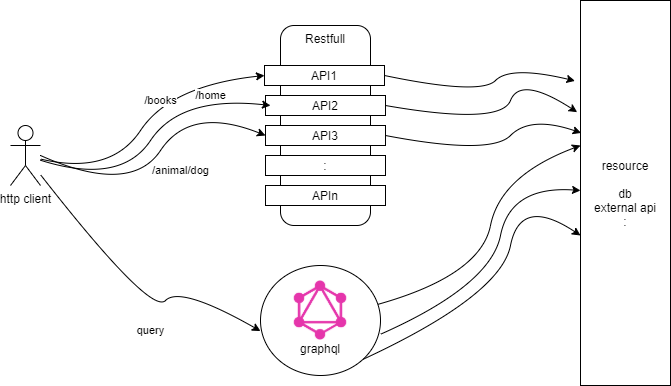 Restfull
API1
/books
/home
API2
API3
/animal/dog
:
APIn
http client
resource
db
external api
:
query
graphql